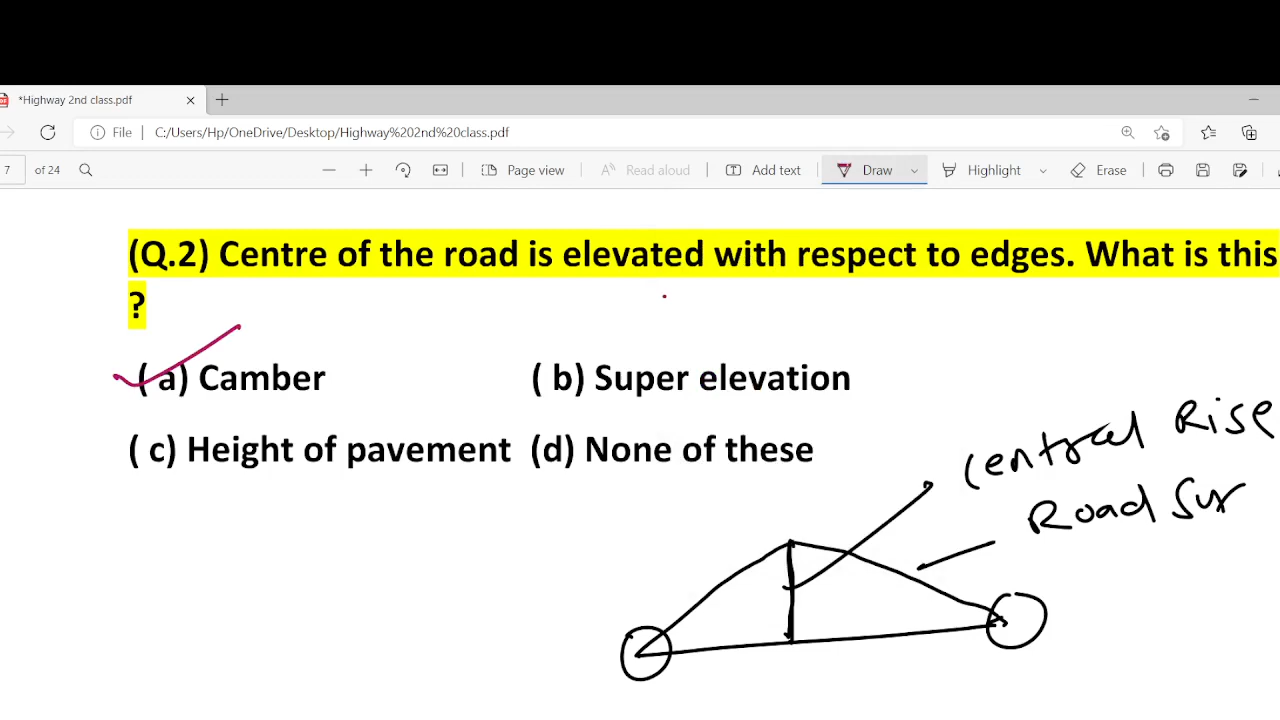 *Highway 2nd class.pdf
File C:/Users/Hp/OneDrive/Desktop/Highway%202nd%20class.pdf
7 of 24 Page view Read aloud Add text Draw Highlight Erase
(Q.2) Centre of the road is elevated with respect to edges. What is this
?
( a) Camber ( b) Super elevation
( c) Height of pavement (d) None of these
Central Rise
Road Sur